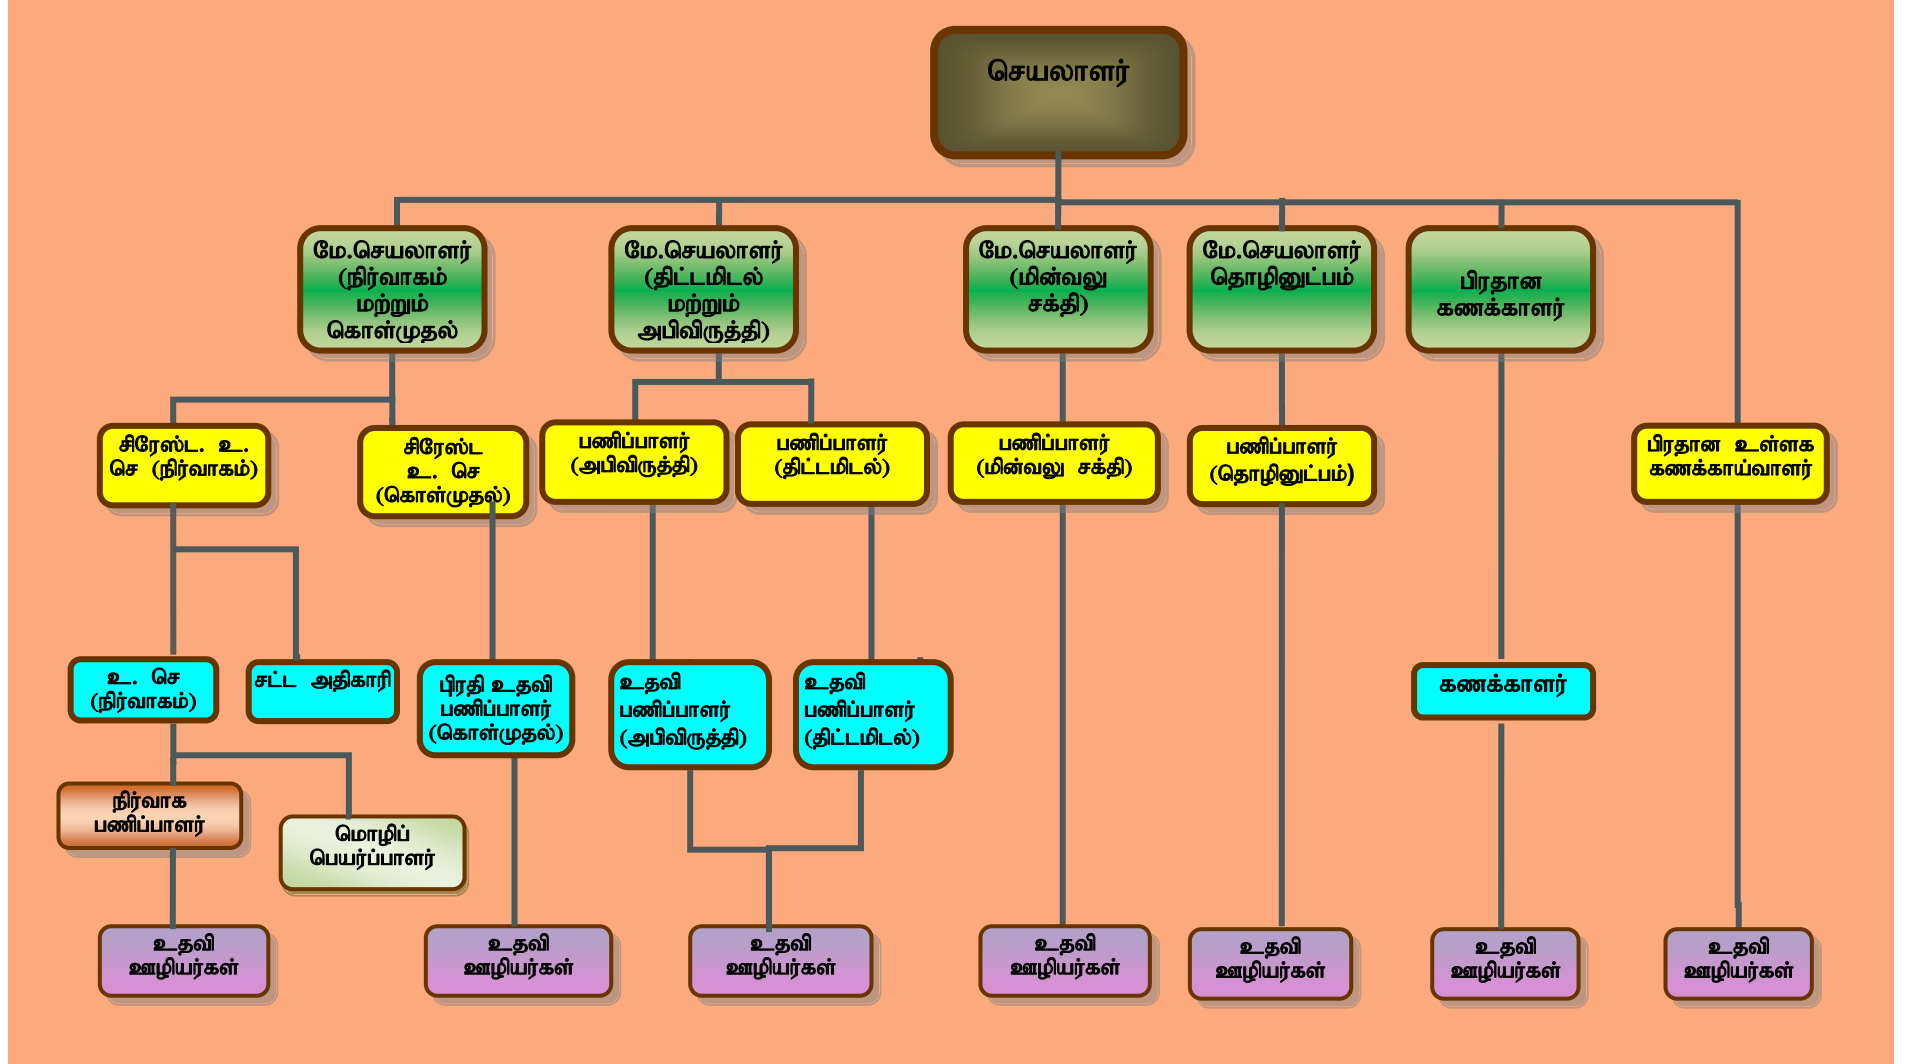 செயலாளர்
மே.செயலாளர்
(நிர்வாகம்
மற்றும்
கொள்முதல்
மே.செயலாளர்
(திட்டமிடல்
மற்றும்
அபிவிருத்தி)
மே.செயலாளர்
(மின்வலு
சக்தி)
மே.செயலாளர்
தொழினுட்பம்
பிரதான
கணக்காளர்
சிரேஸ்ட. உ.
செ (நிர்வாகம்)
சிரேஸ்ட
உ. செ
(கொள்முதல்)
பணிப்பாளர்
(அபிவிருத்தி)
பணிப்பாளர்
(திட்டமிடல்)
பணிப்பாளர்
(மின்வலு சக்தி)
பணிப்பாளர்
(தொழினுட்பம்)
பிரதான உள்ளக
கணக்காய்வாளர்
உ. செ
(நிர்வாகம்)
சட்ட அதிகாரி
பிரதி உதவி
பணிப்பாளர்
(கொள்முதல்)
உதவி
பணிப்பாளர்
(அபிவிருத்தி)
உதவி
பணிப்பாளர்
(திட்டமிடல்)
கணக்காளர்
நிர்வாக
பணிப்பாளர்
மொழிப்
பெயர்ப்பாளர்
உதவி
ஊழியர்கள்
உதவி
ஊழியர்கள்
உதவி
ஊழியர்கள்
உதவி
ஊழியர்கள்
உதவி
ஊழியர்கள்
உதவி
ஊழியர்கள்
உதவி
ஊழியர்கள்